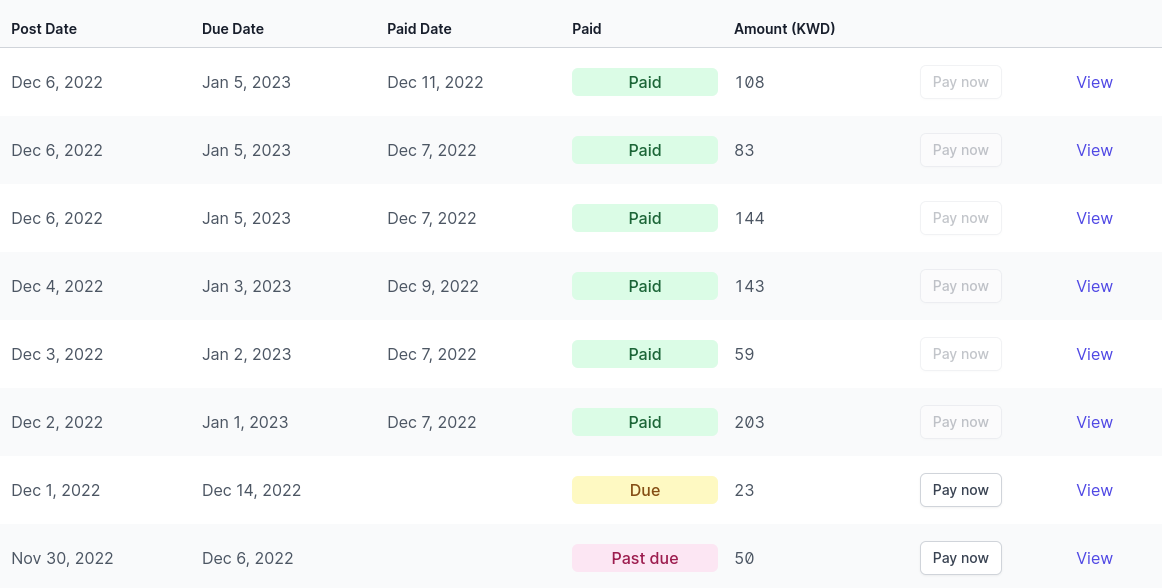 Post Date Due Date Paid Date Paid Amount (KWD)
Dec 6, 2022 Jan 5, 2023 Dec 11, 2022 Paid 108 Pay now View
Dec 6, 2022 Jan 5, 2023 Dec 7, 2022 Paid 83 Pay now View
Dec 6, 2022 Jan 5, 2023 Dec 7, 2022 Paid 144 Pay now View
Dec 4, 2022 Jan 3, 2023 Dec 9, 2022 Paid 143 Pay now View
Dec 3, 2022 Jan 2, 2023 Dec 7, 2022 Paid 59 Pay now View
Dec 2, 2022 Jan 1, 2023 Dec 7, 2022 Paid 203 Pay now View
Dec 1, 2022 Dec 14, 2022 Due 23 Pay now View
Nov 30, 2022 Dec 6, 2022 Past due 50 Pay now View